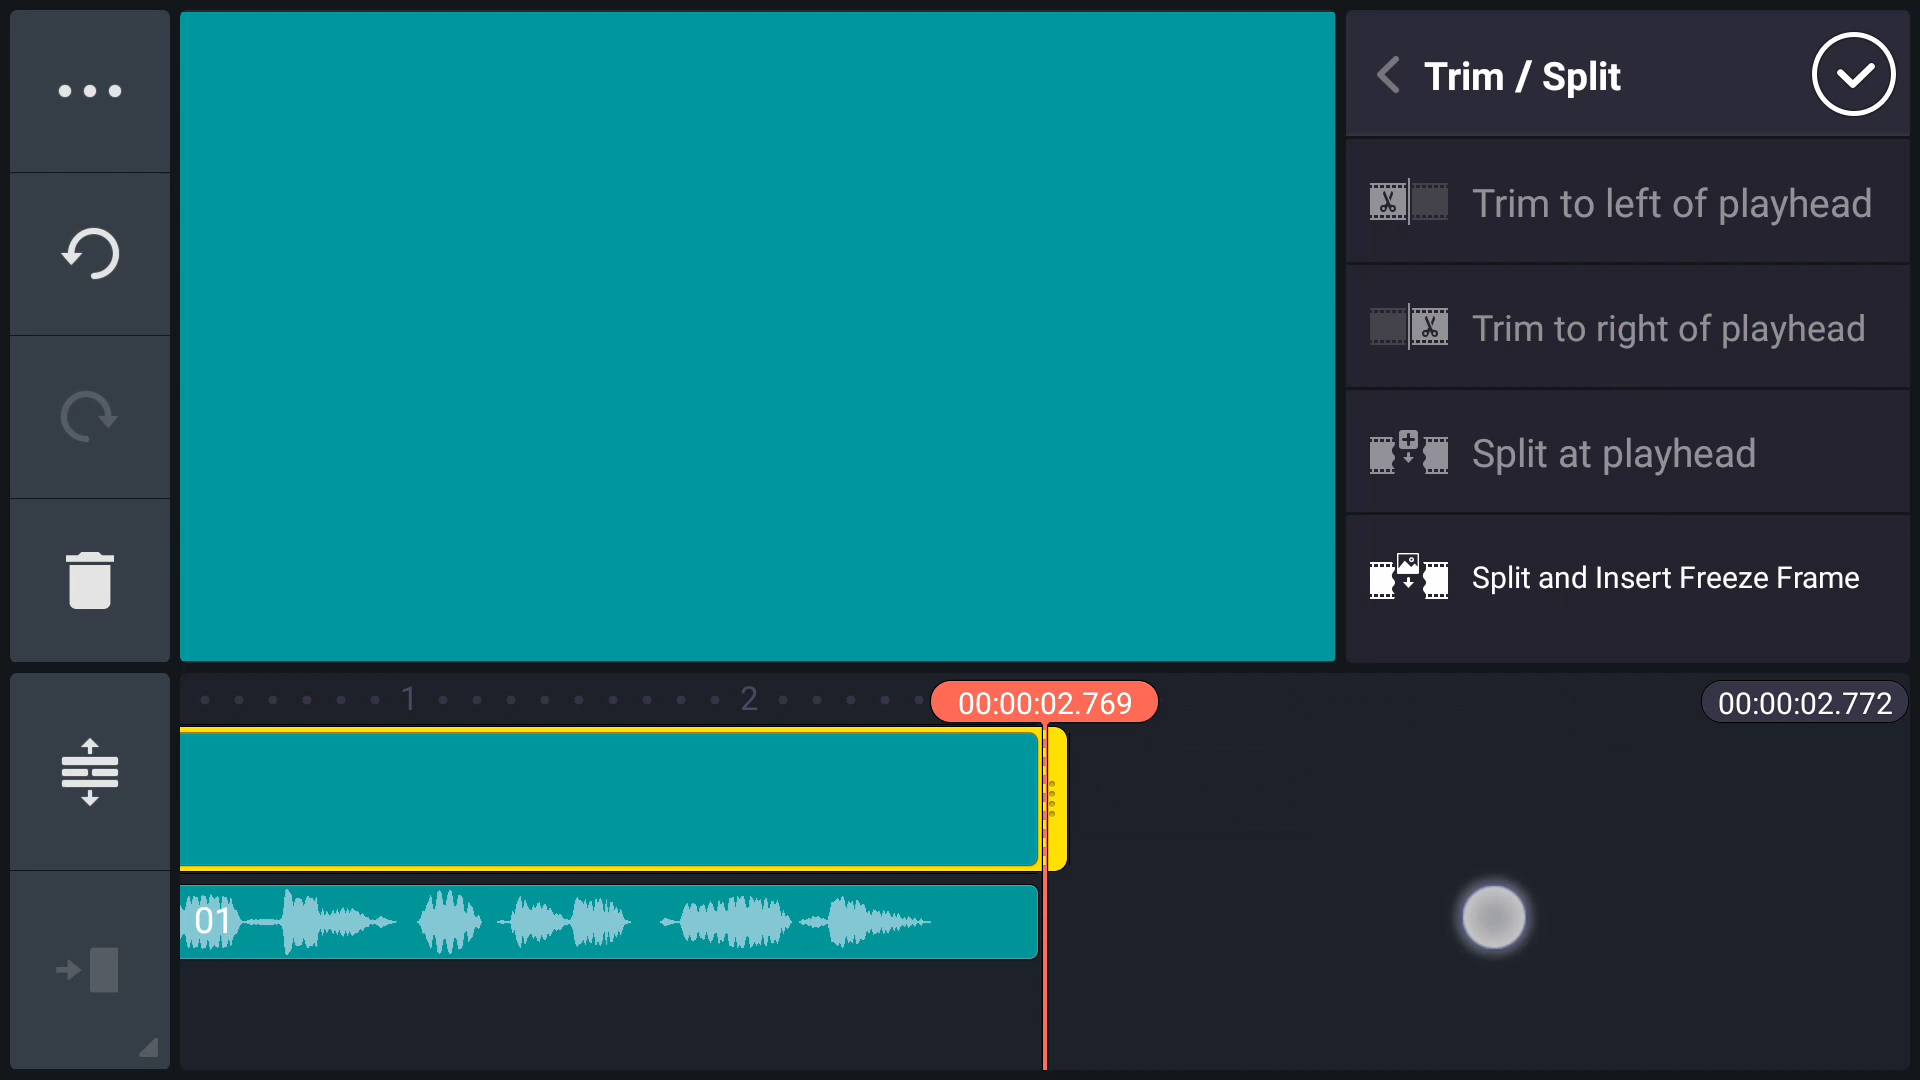 Trim / Split
Trim to left of playhead
Trim to right of playhead
Split at playhead
Split and Insert Freeze Frame
1
2
00:00:02.769
00:00:02.772
01